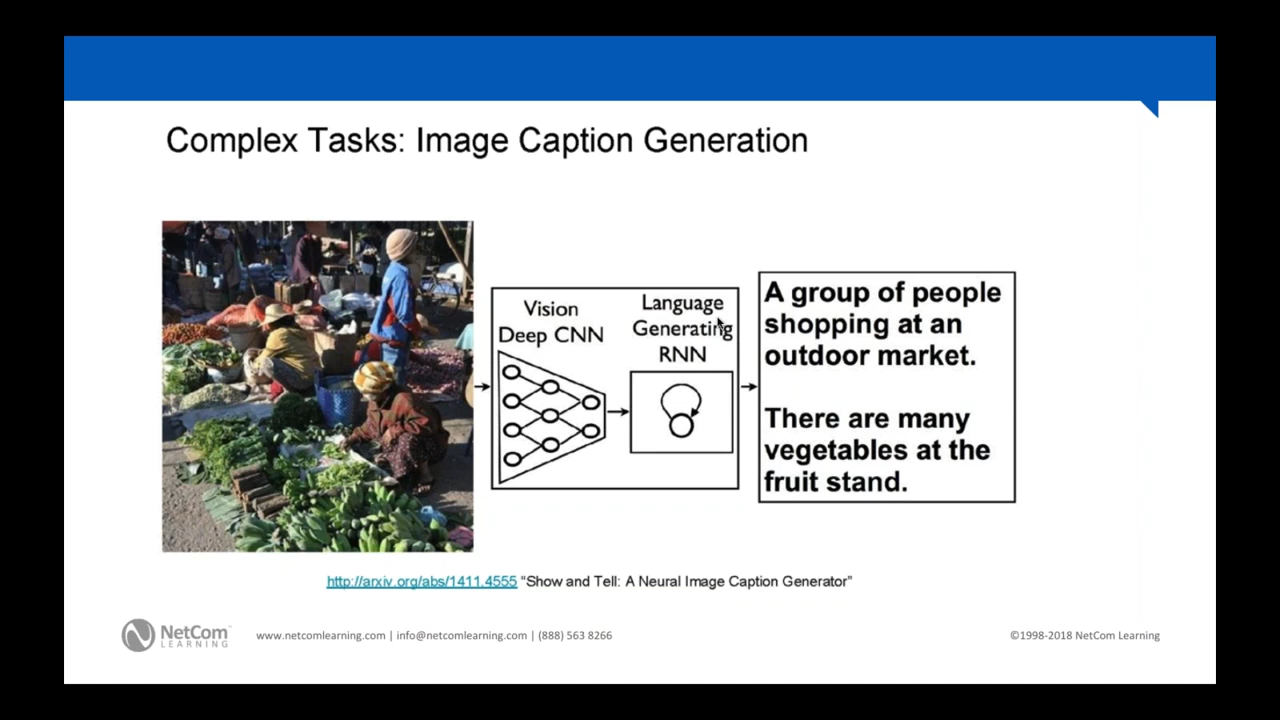 Complex Tasks: Image Caption Generation
Vision
Deep CNN
Language
Generating
RNN
A group of people
shopping at an
outdoor market.
There are many
vegetables at the
fruit stand.
http://arxiv.org/abs/1411.4555 “Show and Tell: A Neural Image Caption Generator”
NetCom
LEARNING
www.netcomlearning.com | info@netcomlearning.com | (888) 563 8266
©1998-2018 NetCom Learning